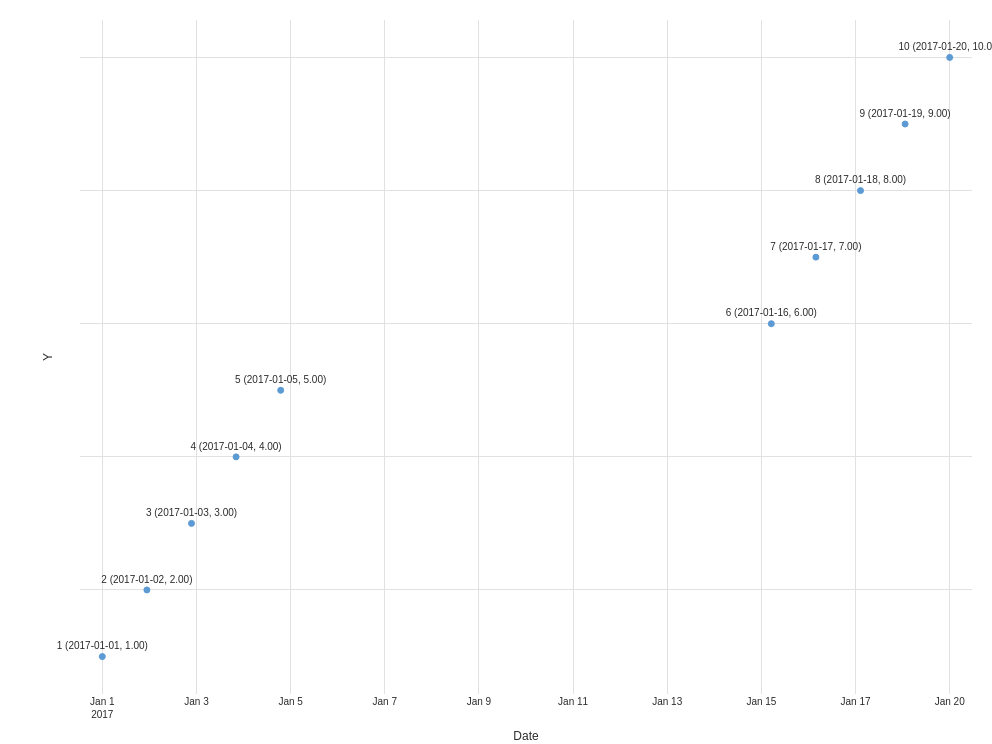 10 (2017-01-20, 10.0
9 (2017-01-19, 9.00)
8 (2017-01-18, 8.00)
7 (2017-01-17, 7.00)
6 (2017-01-16, 6.00)
Y
5 (2017-01-05, 5.00)
4 (2017-01-04, 4.00)
3 (2017-01-03, 3.00)
2 (2017-01-02, 2.00)
1 (2017-01-01, 1.00)
Jan 1 Jan 3 Jan 5 Jan 7 Jan 9 Jan 11 Jan 13 Jan 15 Jan 17 Jan 20
2017
Date